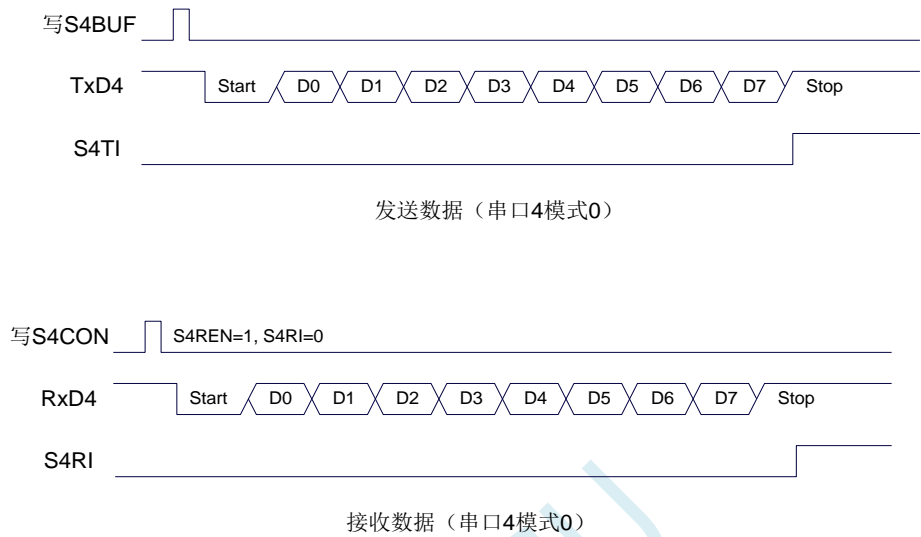 写S4BUF
TxD4 Start D0 D1 D2 D3 D4 D5 D6 D7 Stop
S4TI
发送数据（串口4模式0）
写S4CON S4REN=1, S4RI=0
RxD4 Start D0 D1 D2 D3 D4 D5 D6 D7 Stop
S4RI
接收数据（串口4模式0）